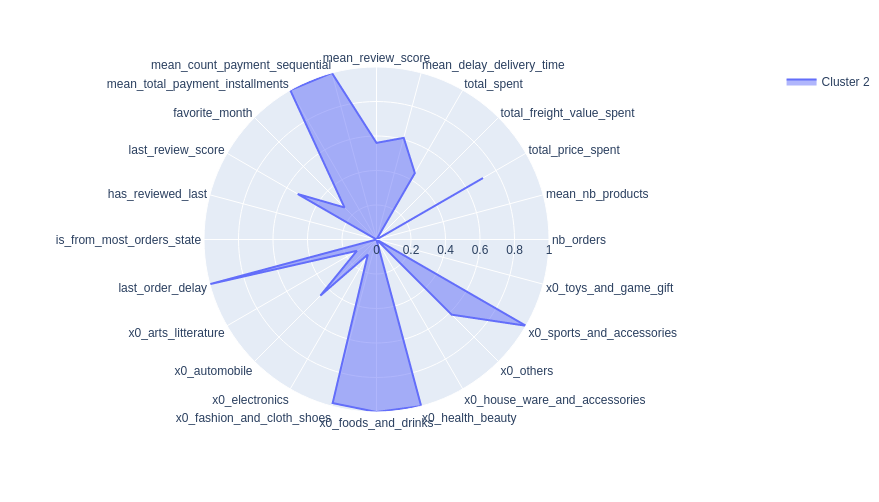 mean_review_score
mean_count_payment_sequential
mean_delay_delivery_time
mean_total_payment_installments
total_spent
Cluster 2
favorite_month
total_freight_value_spent
last_review_score
total_price_spent
has_reviewed_last
mean_nb_products
is_from_most_orders_state
nb_orders
0 0.2 0.4 0.6 0.8 1
last_order_delay
x0_toys_and_game_gift
x0_arts_litterature
x0_sports_and_accessories
x0_automobile
x0_others
x0_electronics
x0_house_ware_and_accessories
x0_fashion_and_cloth_shoes
x0_foods_and_drinks
x0_health_beauty